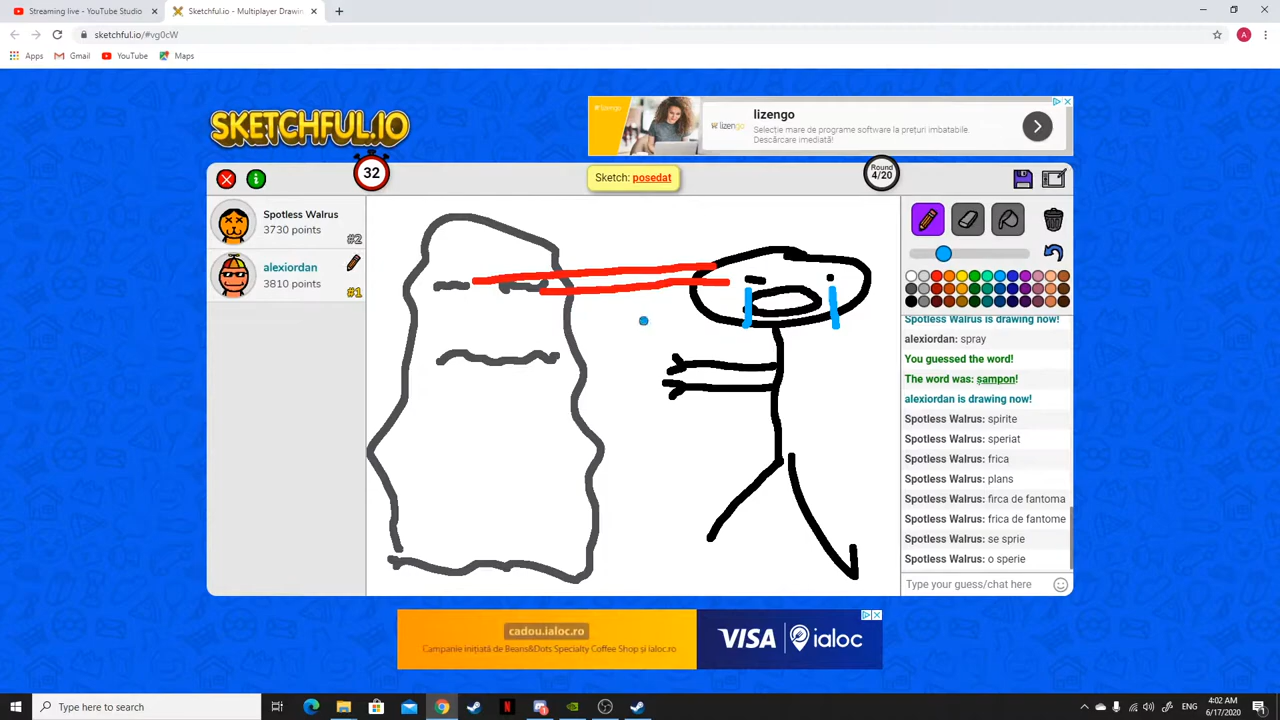 Streaming live - YouTube Studio
Sketchful.io - Multiplayer Drawin
sketchful.io/#vg0cW
A
Apps
Gmail
YouTube
Maps
SKETCHFUL.IO
lizengo
lizengo
lizengo
Selecție mare de programe software la prețuri imbatabile.
Descărcare imediată!
32
Sketch: posedat
Round
4/20
Spotless Walrus
3730 points
#2
alexiordan
3810 points
#1
Spotless Walrus is drawing now!
alexiordan: spray
You guessed the word!
The word was: șampon!
alexiordan is drawing now!
Spotless Walrus: spirite
Spotless Walrus: speriat
Spotless Walrus: frica
Spotless Walrus: plans
Spotless Walrus: firca de fantoma
Spotless Walrus: frica de fantome
Spotless Walrus: se sprie
Spotless Walrus: o sperie
Type your guess/chat here
cadou.ialoc.ro
Campanie inițiată de Beans&Dots Specialty Coffee Shop și ialoc.ro
VISA
ialoc
Type here to search
4:02 AM
6/17/2020